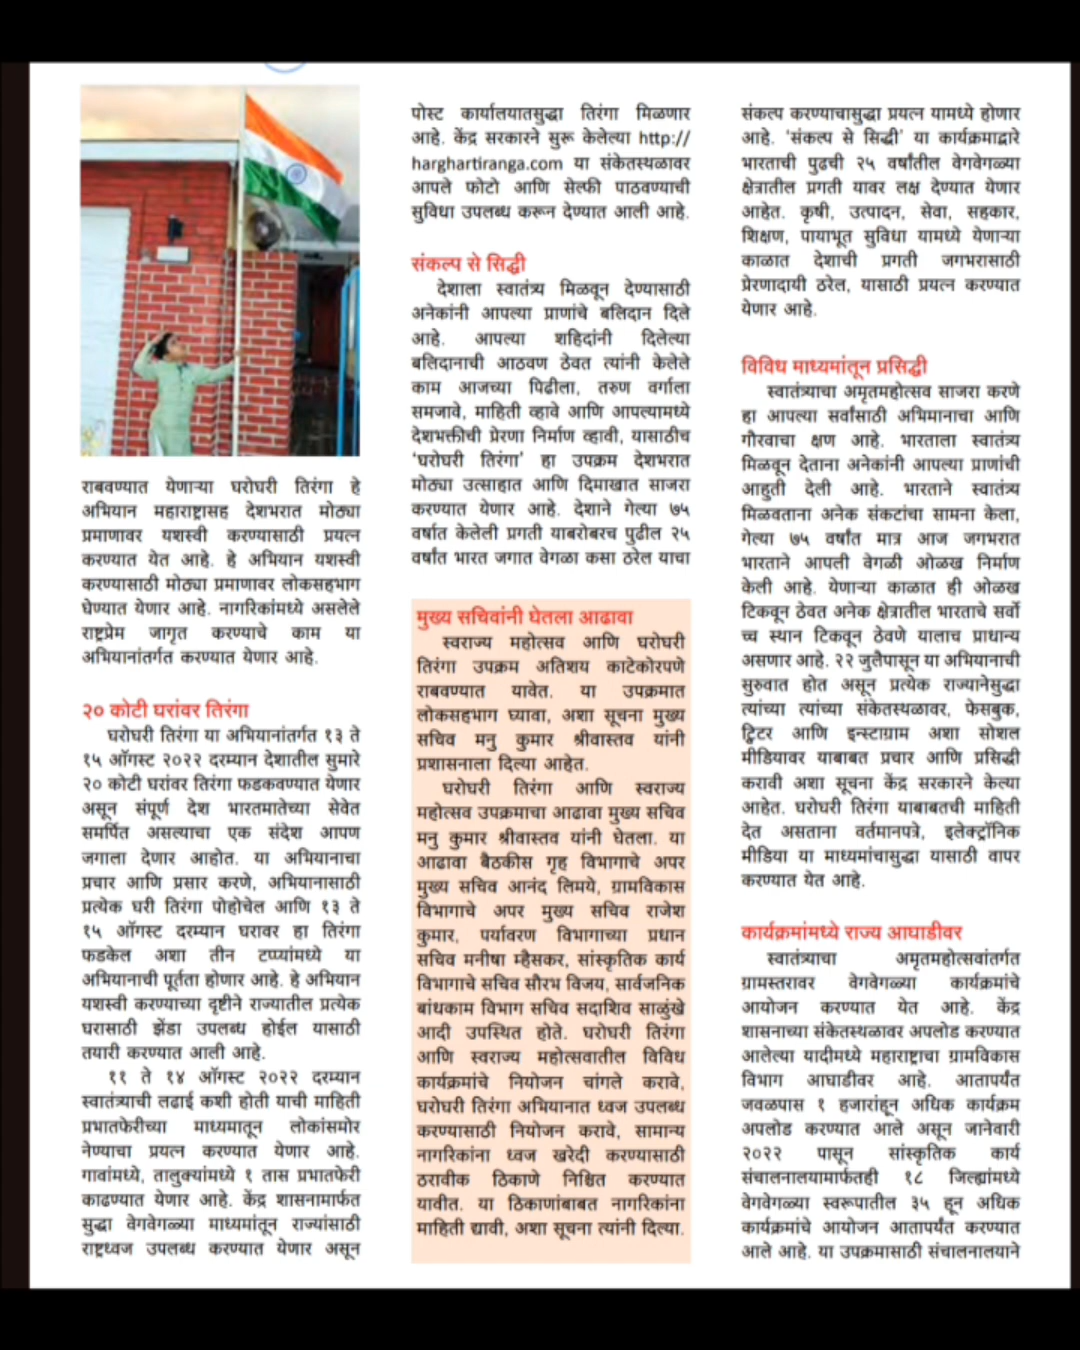 राबवण्यात येणाऱ्या घरोघरी तिरंगा हे
अभियान महाराष्ट्रासह देशभरात मोठ्या
प्रमाणावर यशस्वी करण्यासाठी प्रयत्न
करण्यात येत आहे. हे अभियान यशस्वी
करण्यासाठी मोठ्या प्रमाणावर लोकसहभाग
घेण्यात येणार आहे. नागरिकांमध्ये असलेले
राष्ट्रप्रेम जागृत करण्याचे काम या
अभियानांतर्गत करण्यात येणार आहे.
२० कोटी घरांवर तिरंगा
घरोघरी तिरंगा या अभियानांतर्गत १३ ते
१५ ऑगस्ट २०२२ दरम्यान देशातील सुमारे
२० कोटी घरांवर तिरंगा फडकवण्यात येणार
असून संपूर्ण देश भारतमातेच्या सेवेत
समर्पित असल्याचा एक संदेश आपण
जगाला देणार आहोत. या अभियानाचा
प्रचार आणि प्रसार करणे, अभियानासाठी
प्रत्येक घरी तिरंगा पोहोचेल आणि १३ ते
१५ ऑगस्ट दरम्यान घरावर हा तिरंगा
फडकेल अशा तीन टप्प्यांमध्ये या
अभियानाची पूर्तता होणार आहे. हे अभियान
यशस्वी करण्याच्या दृष्टीने राज्यातील प्रत्येक
घरासाठी झेंडा उपलब्ध होईल यासाठी
तयारी करण्यात आली आहे.
११ ते १४ ऑगस्ट २०२२ दरम्यान
स्वातंत्र्याची लढाई कशी होती याची माहिती
प्रभातफेरीच्या माध्यमातून लोकांसमोर
नेण्याचा प्रयत्न करण्यात येणार आहे.
गावांमध्ये, तालुक्यांमध्ये १ तास प्रभातफेरी
काढण्यात येणार आहे. केंद्र शासनामार्फत
सुद्धा वेगवेगळ्या माध्यमांतून राज्यांसाठी
राष्ट्रध्वज उपलब्ध करण्यात येणार असून
पोस्ट कार्यालयातसुद्धा तिरंगा मिळणार
आहे. केंद्र सरकारने सुरू केलेल्या http://
harghartiranga.com या संकेतस्थळावर
आपले फोटो आणि सेल्फी पाठवण्याची
सुविधा उपलब्ध करून देण्यात आली आहे.
संकल्प से सिद्धी
देशाला स्वातंत्र्य मिळवून देण्यासाठी
अनेकांनी आपल्या प्राणांचे बलिदान दिले
आहे. आपल्या शहिदांनी दिलेल्या
बलिदानाची आठवण ठेवत त्यांनी केलेले
काम आजच्या पिढीला, तरुण वर्गाला
समजावे, माहिती व्हावे आणि आपल्यामध्ये
देशभक्तीची प्रेरणा निर्माण व्हावी, यासाठीच
‘घरोघरी तिरंगा’ हा उपक्रम देशभरात
मोठ्या उत्साहात आणि दिमाखात साजरा
करण्यात येणार आहे. देशाने गेल्या ७५
वर्षात केलेली प्रगती याबरोबरच पुढील २५
वर्षांत भारत जगात वेगळा कसा ठरेल याचा
मुख्य सचिवांनी घेतला आढावा
स्वराज्य महोत्सव आणि घरोघरी
तिरंगा उपक्रम अतिशय काटेकोरपणे
राबवण्यात यावेत. या उपक्रमात
लोकसहभाग घ्यावा, अशा सूचना मुख्य
सचिव मनु कुमार श्रीवास्तव यांनी
प्रशासनाला दिल्या आहेत.
घरोघरी तिरंगा आणि स्वराज्य
महोत्सव उपक्रमाचा आढावा मुख्य सचिव
मनु कुमार श्रीवास्तव यांनी घेतला. या
आढावा बैठकीस गृह विभागाचे अपर
मुख्य सचिव आनंद लिमये, ग्रामविकास
विभागाचे अपर मुख्य सचिव राजेश
कुमार, पर्यावरण विभागाच्या प्रधान
सचिव मनीषा म्हैसकर, सांस्कृतिक कार्य
विभागाचे सचिव सौरभ विजय, सार्वजनिक
बांधकाम विभाग सचिव सदाशिव साळुंखे
आदी उपस्थित होते. घरोघरी तिरंगा
आणि स्वराज्य महोत्सवातील विविध
कार्यक्रमांचे नियोजन चांगले करावे,
घरोघरी तिरंगा अभियानात ध्वज उपलब्ध
करण्यासाठी नियोजन करावे, सामान्य
नागरिकांना ध्वज खरेदी करण्यासाठी
ठरावीक ठिकाणे निश्चित करण्यात
यावीत. या ठिकाणांबाबत नागरिकांना
माहिती द्यावी, अशा सूचना त्यांनी दिल्या.
संकल्प करण्याचासुद्धा प्रयत्न यामध्ये होणार
आहे. ‘संकल्प से सिद्धी’ या कार्यक्रमाद्वारे
भारताची पुढची २५ वर्षांतील वेगवेगळ्या
क्षेत्रातील प्रगती यावर लक्ष देण्यात येणार
आहेत. कृषी, उत्पादन, सेवा, सहकार,
शिक्षण, पायाभूत सुविधा यामध्ये येणाऱ्या
काळात देशाची प्रगती जगभरासाठी
प्रेरणादायी ठरेल, यासाठी प्रयत्न करण्यात
येणार आहे.
विविध माध्यमांतून प्रसिद्धी
स्वातंत्र्याचा अमृतमहोत्सव साजरा करणे
हा आपल्या सर्वांसाठी अभिमानाचा आणि
गौरवाचा क्षण आहे. भारताला स्वातंत्र्य
मिळवून देताना अनेकांनी आपल्या प्राणांची
आहुती देली आहे. भारताने स्वातंत्र्य
मिळवताना अनेक संकटांचा सामना केला,
गेल्या ७५ वर्षांत मात्र आज जगभरात
भारताने आपली वेगळी ओळख निर्माण
केली आहे. येणाऱ्या काळात ही ओळख
टिकवून ठेवत अनेक क्षेत्रातील भारताचे सर्वो
च्च स्थान टिकवून ठेवणे यालाच प्राधान्य
असणार आहे. २२ जुलैपासून या अभियानाची
सुरुवात होत असून प्रत्येक राज्यानेसुद्धा
त्यांच्या त्यांच्या संकेतस्थळावर, फेसबुक,
ट्विटर आणि इन्स्टाग्राम अशा सोशल
मीडियावर याबाबत प्रचार आणि प्रसिद्धी
करावी अशा सूचना केंद्र सरकारने केल्या
आहेत. घरोघरी तिरंगा याबाबतची माहिती
देत असताना वर्तमानपत्रे, इलेक्ट्रॉनिक
मीडिया या माध्यमांचासुद्धा यासाठी वापर
करण्यात येत आहे.
कार्यक्रमांमध्ये राज्य आघाडीवर
स्वातंत्र्याचा अमृतमहोत्सवांतर्गत
ग्रामस्तरावर वेगवेगळ्या कार्यक्रमांचे
आयोजन करण्यात येत आहे. केंद्र
शासनाच्या संकेतस्थळावर अपलोड करण्यात
आलेल्या यादीमध्ये महाराष्ट्राचा ग्रामविकास
विभाग आघाडीवर आहे. आतापर्यंत
जवळपास १ हजारांहून अधिक कार्यक्रम
अपलोड करण्यात आले असून जानेवारी
२०२२ पासून सांस्कृतिक कार्य
संचालनालयामार्फतही १८ जिल्ह्यांमध्ये
वेगवेगळ्या स्वरूपातील ३५ हून अधिक
कार्यक्रमांचे आयोजन आतापर्यंत करण्यात
आले आहे. या उपक्रमासाठी संचालनालयाने